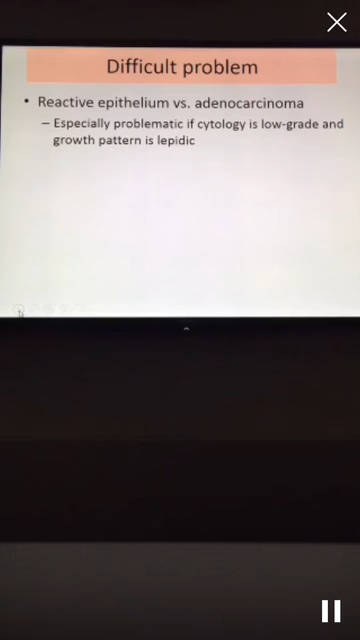 Difficult problem
• Reactive epithelium vs. adenocarcinoma
– Especially problematic if cytology is low-grade and
growth pattern is lepidic